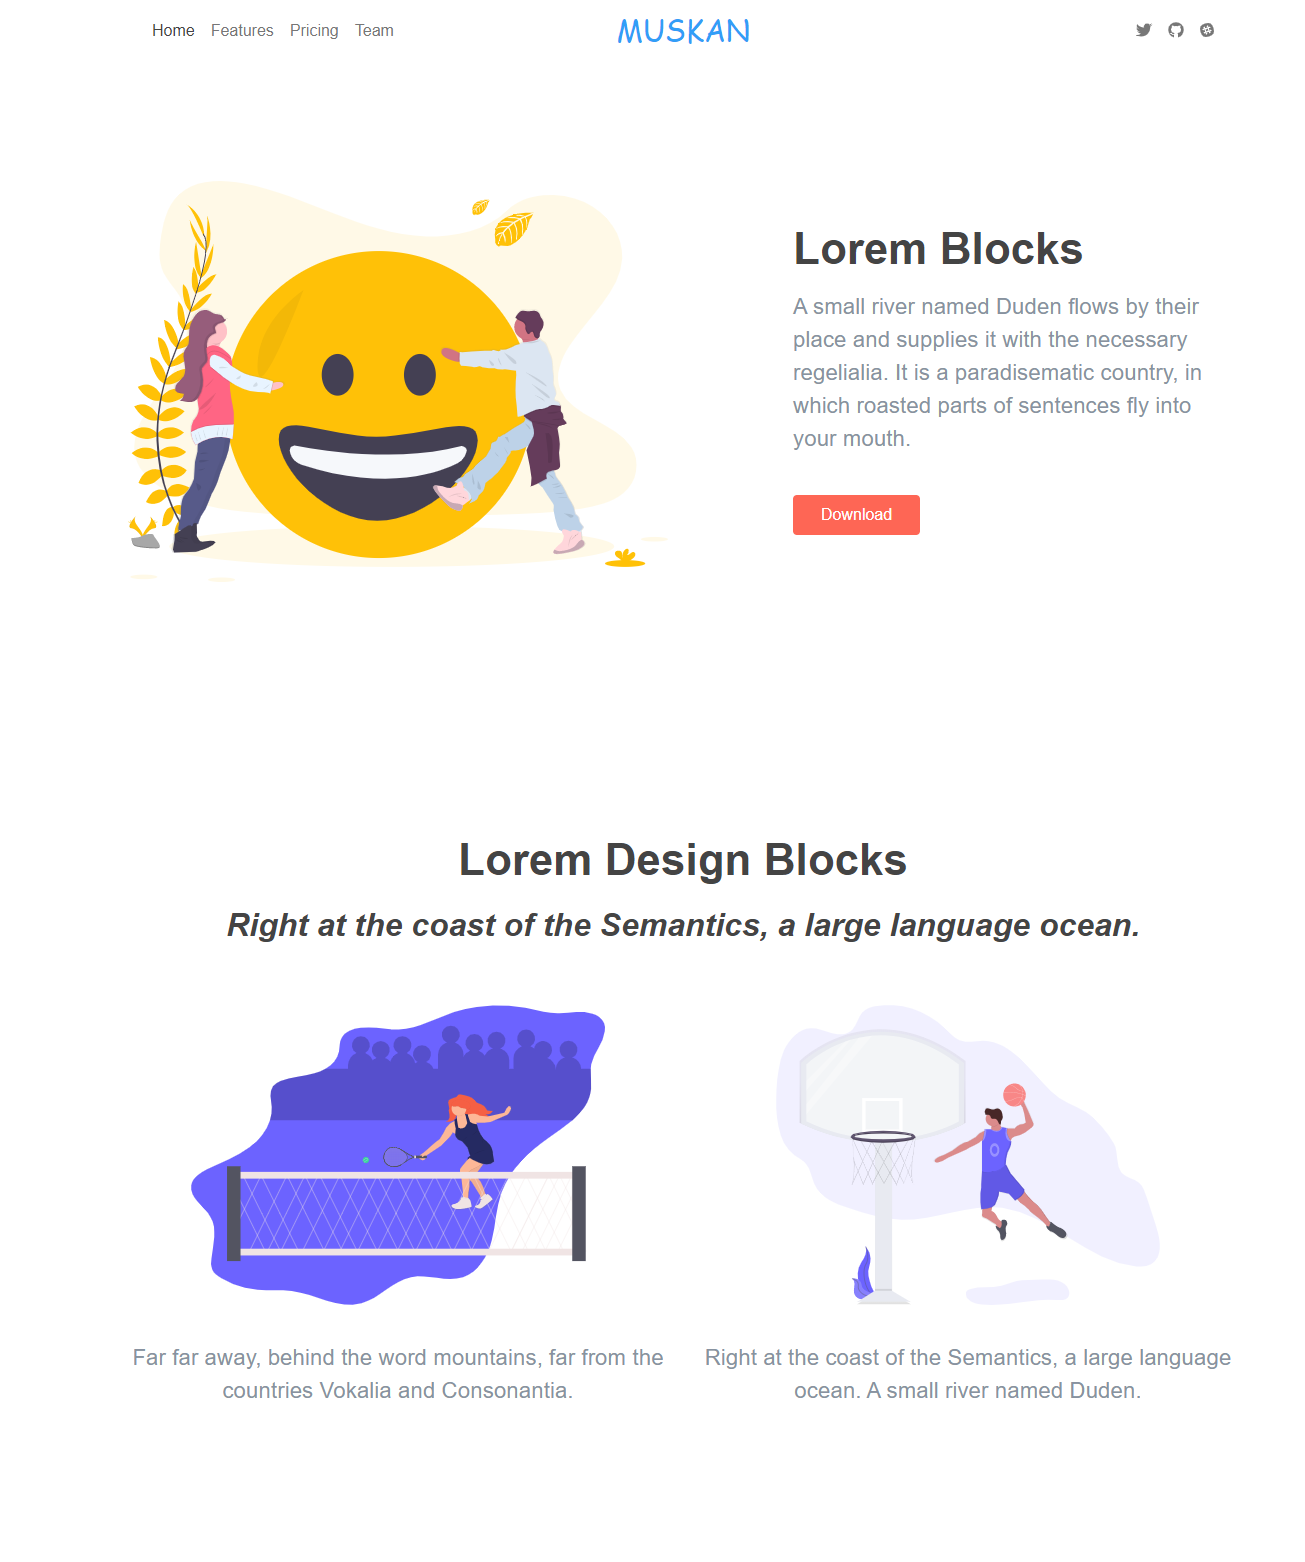 Home Features Pricing Team MUSKAN
Lorem Blocks
A small river named Duden flows by their
place and supplies it with the necessary
regelialia. It is a paradisematic country, in
which roasted parts of sentences fly into
your mouth.
Download
Lorem Design Blocks
Right at the coast of the Semantics, a large language ocean.
Far far away, behind the word mountains, far from the
countries Vokalia and Consonantia.
Right at the coast of the Semantics, a large language
ocean. A small river named Duden.